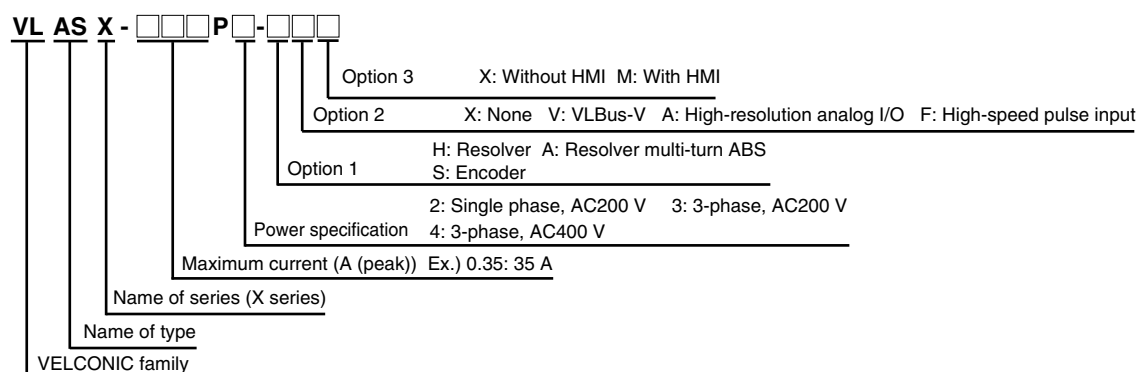 VL AS X - □□□ P □ - □□□
Option 3 X: Without HMI M: With HMI
Option 2 X: None V: VLBus-V A: High-resolution analog I/O F: High-speed pulse input
H: Resolver A: Resolver multi-turn ABS
Option 1 S: Encoder
2: Single phase, AC200 V 3: 3-phase, AC200 V
Power specification 4: 3-phase, AC400 V
Maximum current (A (peak)) Ex.) 0.35: 35 A
Name of series (X series)
Name of type
VELCONIC family